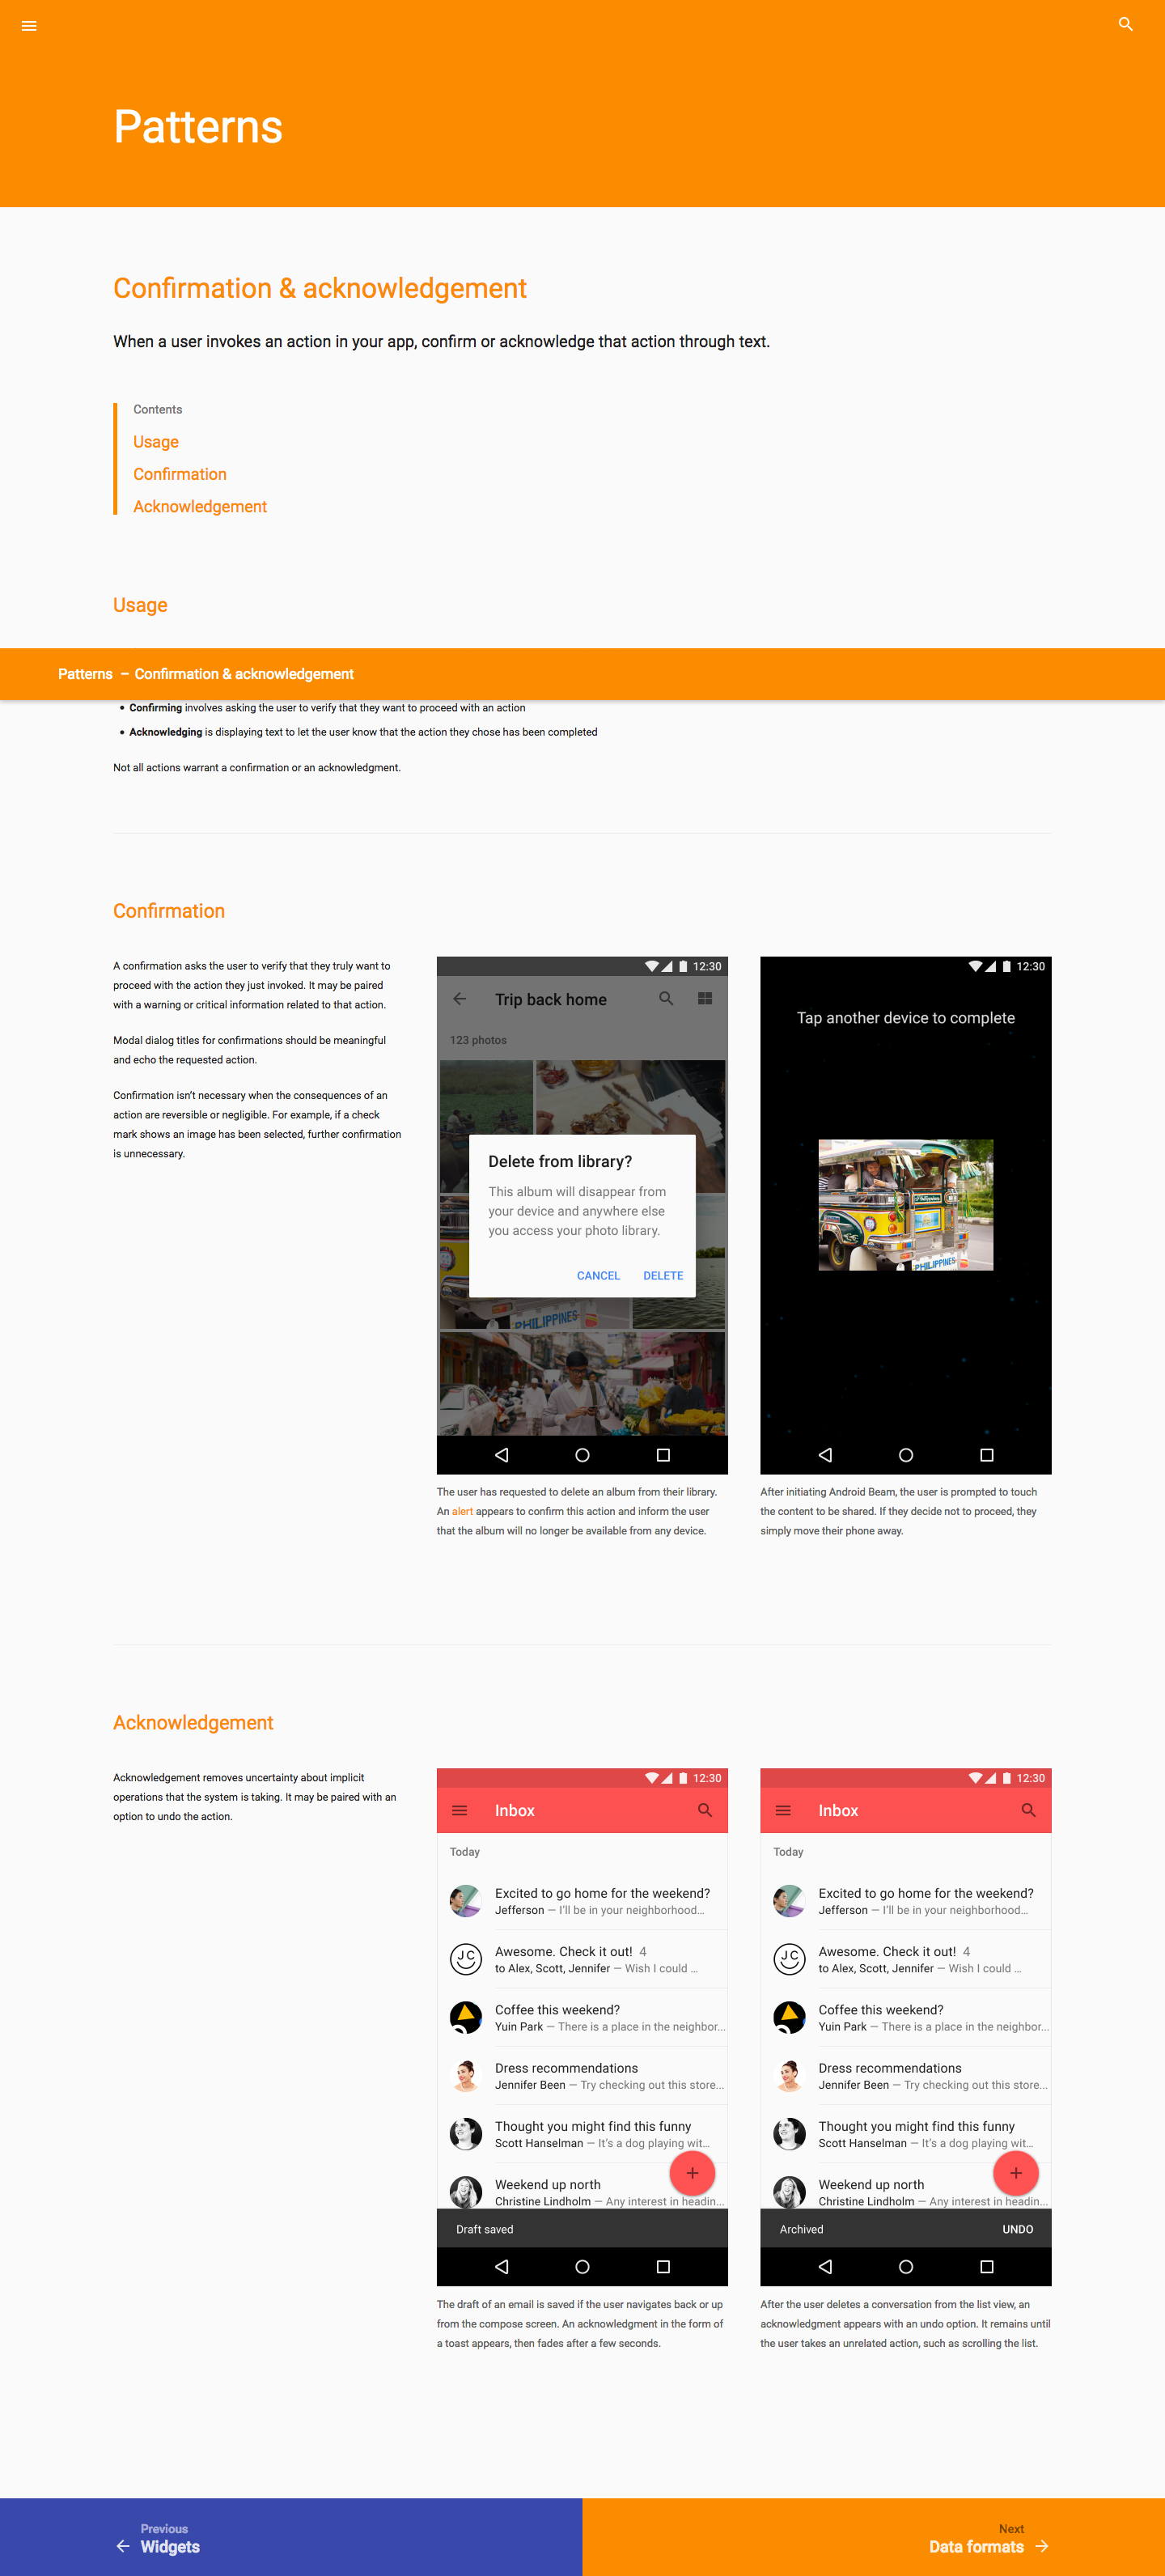 Patterns
Confirmation & acknowledgement
When a user invokes an action in your app, confirm or acknowledge that action through text.
Contents
Usage
Confirmation
Acknowledgement
Usage
Patterns – Confirmation & acknowledgement
• Confirming involves asking the user to verify that they want to proceed with an action
• Acknowledging is displaying text to let the user know that the action they chose has been completed
Not all actions warrant a confirmation or an acknowledgment.
Confirmation
A confirmation asks the user to verify that they truly want to
proceed with the action they just invoked. It may be paired
with a warning or critical information related to that action.
Modal dialog titles for confirmations should be meaningful
and echo the requested action.
Confirmation isn't necessary when the consequences of an
action are reversible or negligible. For example, if a check
mark shows an image has been selected, further confirmation
is unnecessary.
12:30
Trip back home
123 photos
Delete from library?
This album will disappear from
your device and anywhere else
you access your photo library.
CANCEL DELETE
PHILIPPINES
The user has requested to delete an album from their library.
An alert appears to confirm this action and inform the user
that the album will no longer be available from any device.
12:30
Tap another device to complete
Philippines
PHILIPPINES
After initiating Android Beam, the user is prompted to touch
the content to be shared. If they decide not to proceed, they
simply move their phone away.
Acknowledgement
Acknowledgement removes uncertainty about implicit
operations that the system is taking. It may be paired with an
option to undo the action.
12:30
Inbox
Today
Excited to go home for the weekend?
Jefferson — I'll be in your neighborhood...
JC
Awesome. Check it out! 4
to Alex, Scott, Jennifer — Wish I could ...
Coffee this weekend?
Yuin Park — There is a place in the neighbor...
Dress recommendations
Jennifer Been — Try checking out this store...
Thought you might find this funny
Scott Hanselman — It's a dog playing wit...
Weekend up north
Christine Lindholm — Any interest in headin...
Draft saved
The draft of an email is saved if the user navigates back or up
from the compose screen. An acknowledgment in the form of
a toast appears, then fades after a few seconds.
12:30
Inbox
Today
Excited to go home for the weekend?
Jefferson — I'll be in your neighborhood...
JC
Awesome. Check it out! 4
to Alex, Scott, Jennifer — Wish I could ...
Coffee this weekend?
Yuin Park — There is a place in the neighbor...
Dress recommendations
Jennifer Been — Try checking out this store...
Thought you might find this funny
Scott Hanselman — It's a dog playing wit...
Weekend up north
Christine Lindholm — Any interest in headin...
Archived UNDO
After the user deletes a conversation from the list view, an
acknowledgment appears with an undo option. It remains until
the user takes an unrelated action, such as scrolling the list.
Previous
Widgets
Next
Data formats